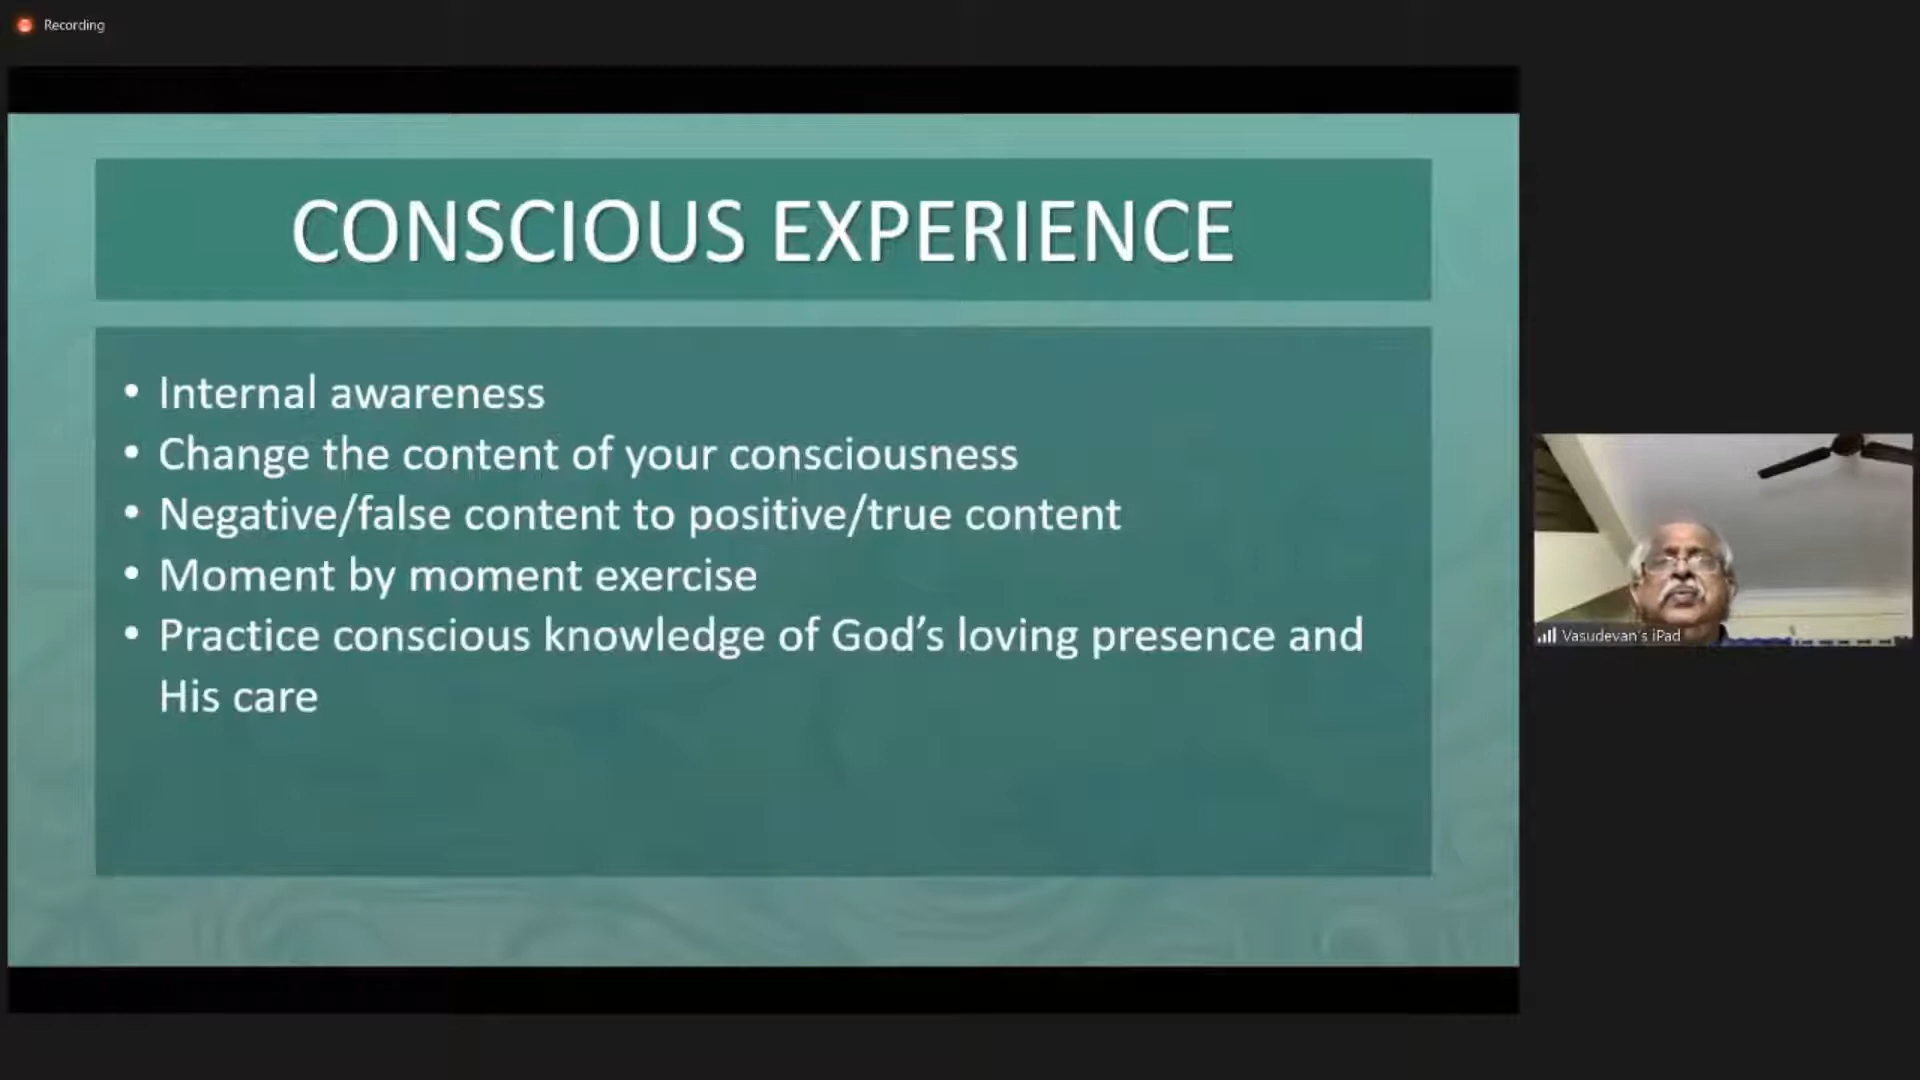 Recording
CONSCIOUS EXPERIENCE
• Internal awareness
• Change the content of your consciousness
• Negative/false content to positive/true content
• Moment by moment exercise
• Practice conscious knowledge of God’s loving presence and
His care
Vasudevan's iPad